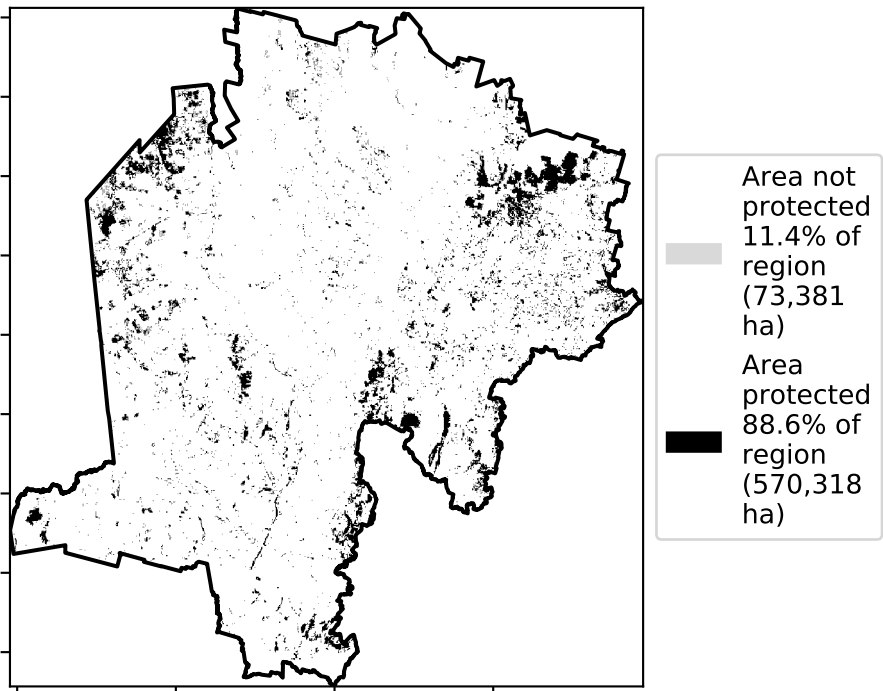 Area not
protected
11.4% of
region
(73,381
ha)
Area
protected
88.6% of
region
(570,318
ha)